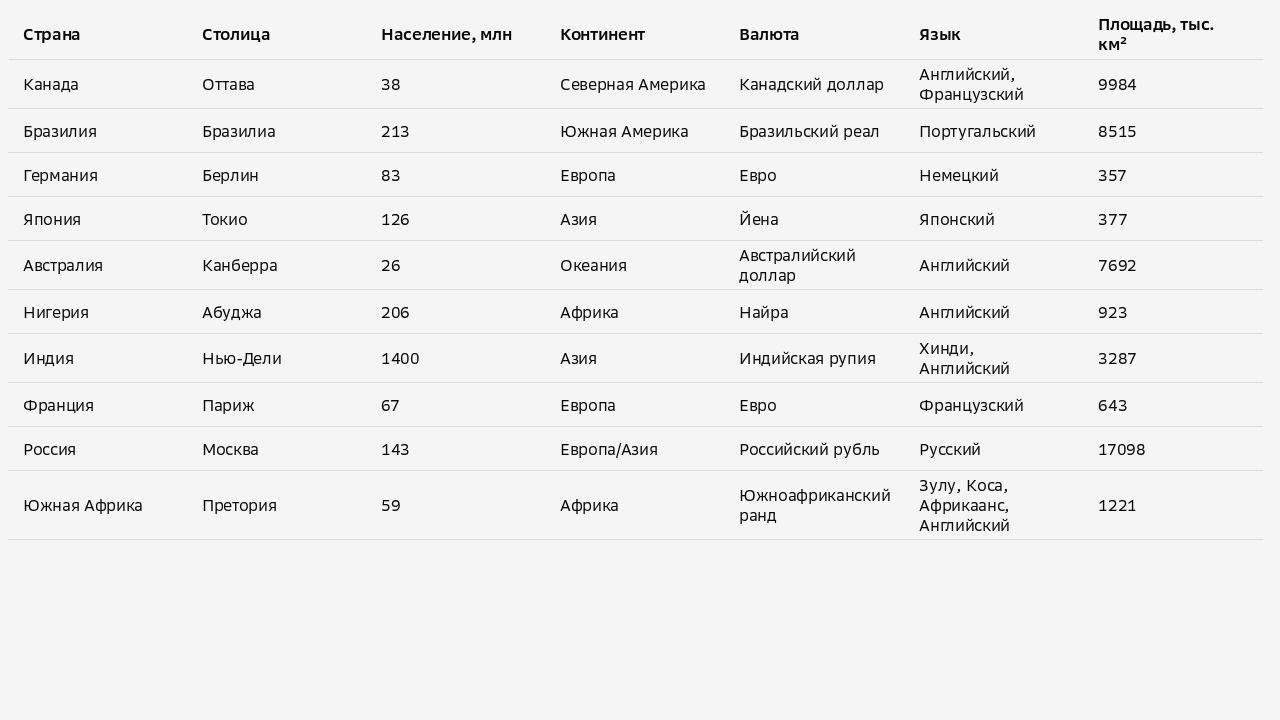 Страна Столица Население, млн Континент Валюта Язык Площадь, тыс. км²
Канада Оттава 38 Северная Америка Канадский доллар Английский, Французский 9984
Бразилия Бразилиа 213 Южная Америка Бразильский реал Португальский 8515
Германия Берлин 83 Европа Евро Немецкий 357
Япония Токио 126 Азия Йена Японский 377
Австралия Канберра 26 Океания Австралийский доллар Английский 7692
Нигерия Абуджа 206 Африка Найра Английский 923
Индия Нью-Дели 1400 Азия Индийская рупия Хинди, Английский 3287
Франция Париж 67 Европа Евро Французский 643
Россия Москва 143 Европа/Азия Российский рубль Русский 17098
Южная Африка Претория 59 Африка Южноафриканский ранд Зулу, Коса, Африкаанс, Английский 1221